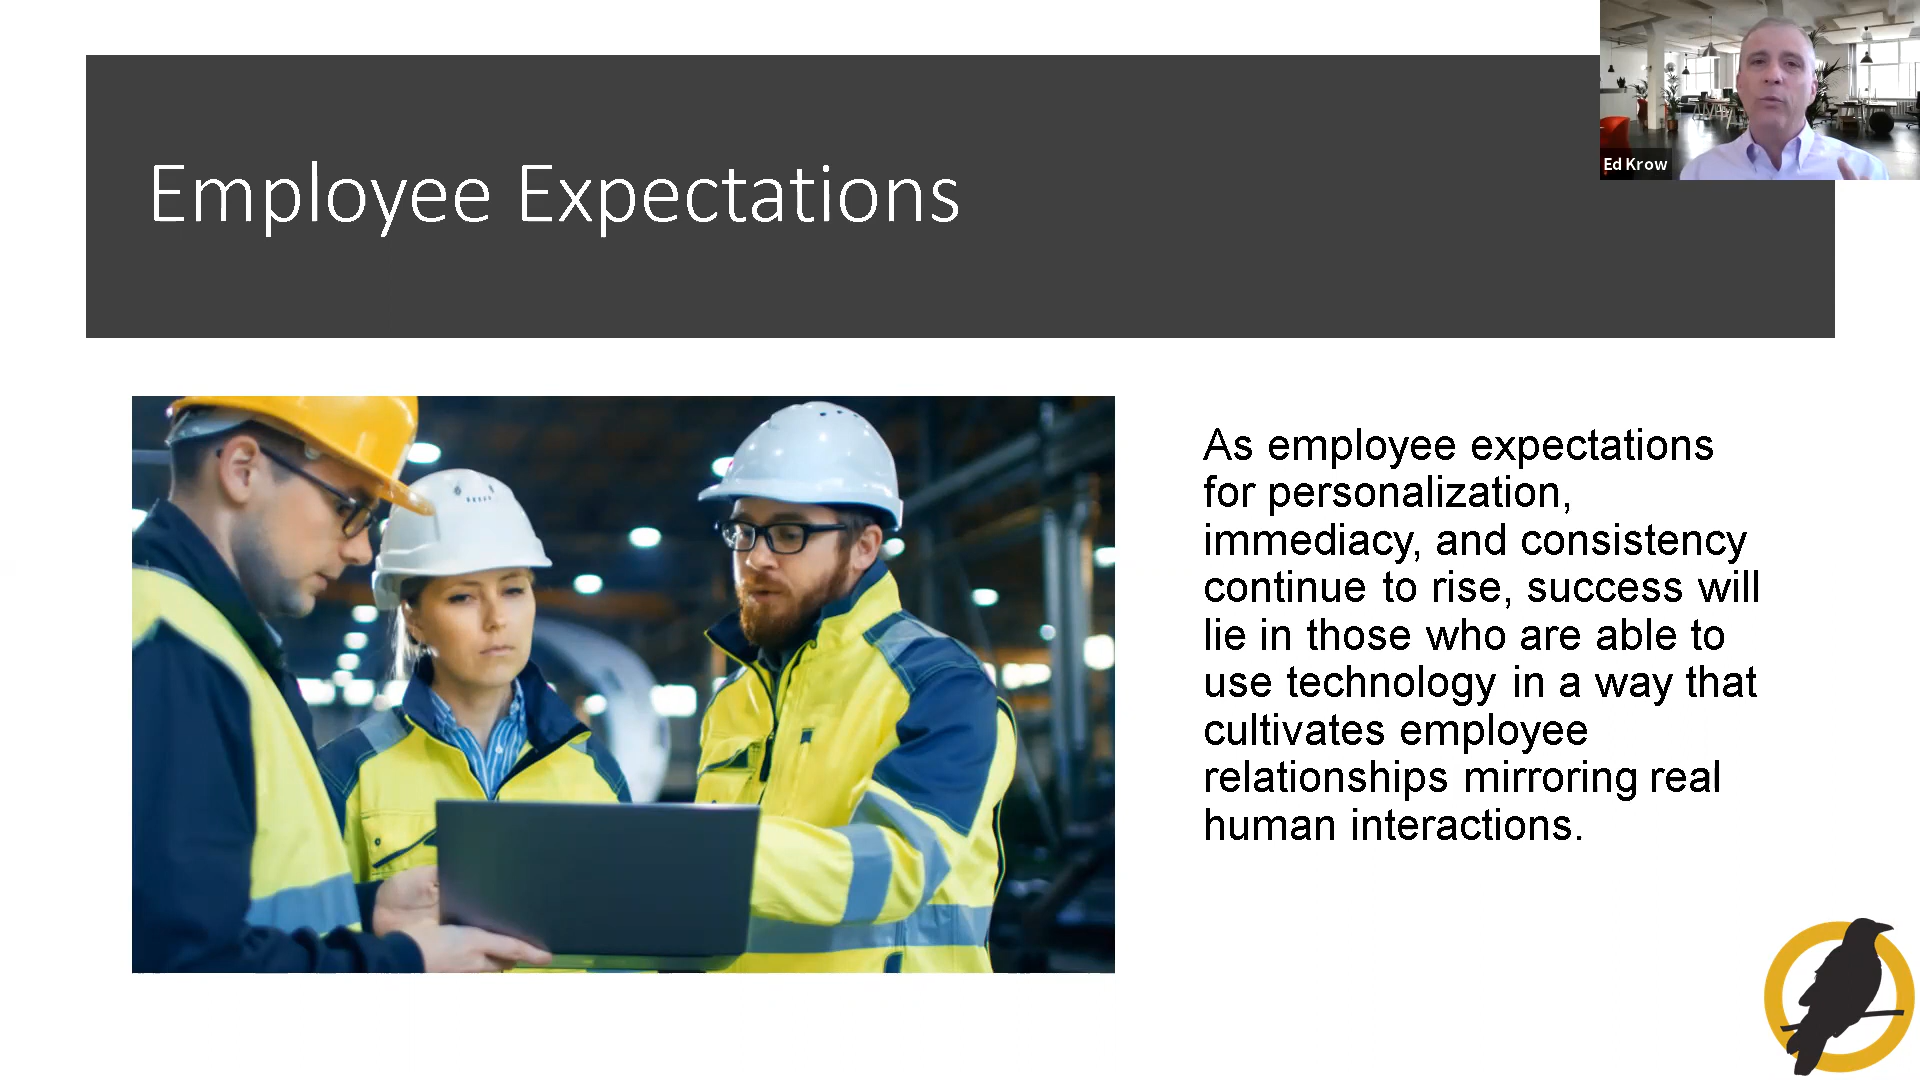 Employee Expectations
Ed Krow
As employee expectations
for personalization,
immediacy, and consistency
continue to rise, success will
lie in those who are able to
use technology in a way that
cultivates employee
relationships mirroring real
human interactions.